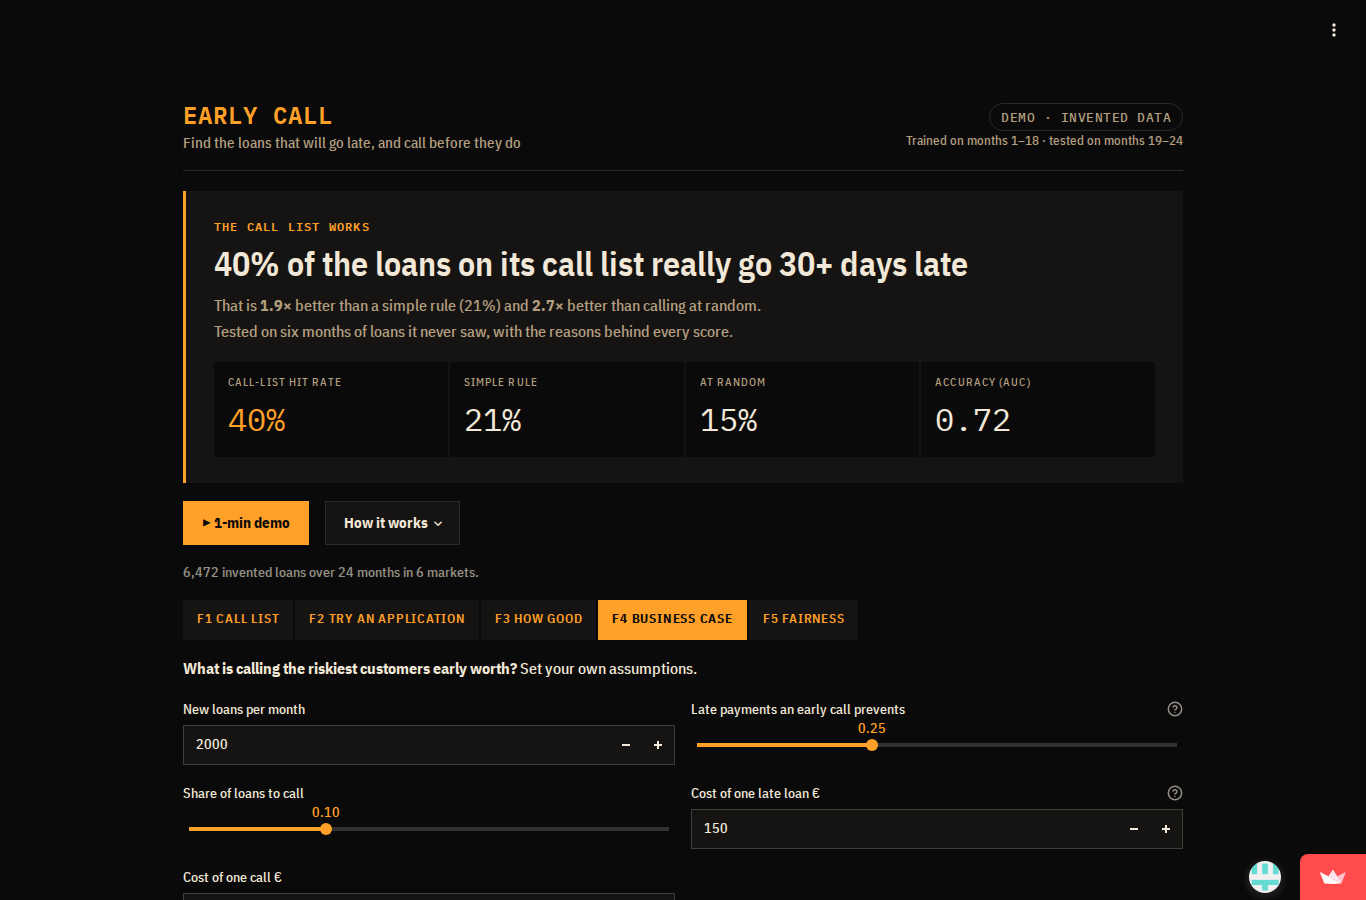 EARLY CALL
DEMO · INVENTED DATA
Find the loans that will go late, and call before they do
Trained on months 1–18 · tested on months 19–24
THE CALL LIST WORKS
40% of the loans on its call list really go 30+ days late
That is 1.9× better than a simple rule (21%) and 2.7× better than calling at random.
Tested on six months of loans it never saw, with the reasons behind every score.
CALL-LIST HIT RATE
40%
SIMPLE RULE
21%
AT RANDOM
15%
ACCURACY (AUC)
0.72
▶ 1-min demo
How it works
6,472 invented loans over 24 months in 6 markets.
F1 CALL LIST
F2 TRY AN APPLICATION
F3 HOW GOOD
F4 BUSINESS CASE
F5 FAIRNESS
What is calling the riskiest customers early worth? Set your own assumptions.
New loans per month
2000
Late payments an early call prevents
0.25
Share of loans to call
0.10
Cost of one late loan €
150
Cost of one call €